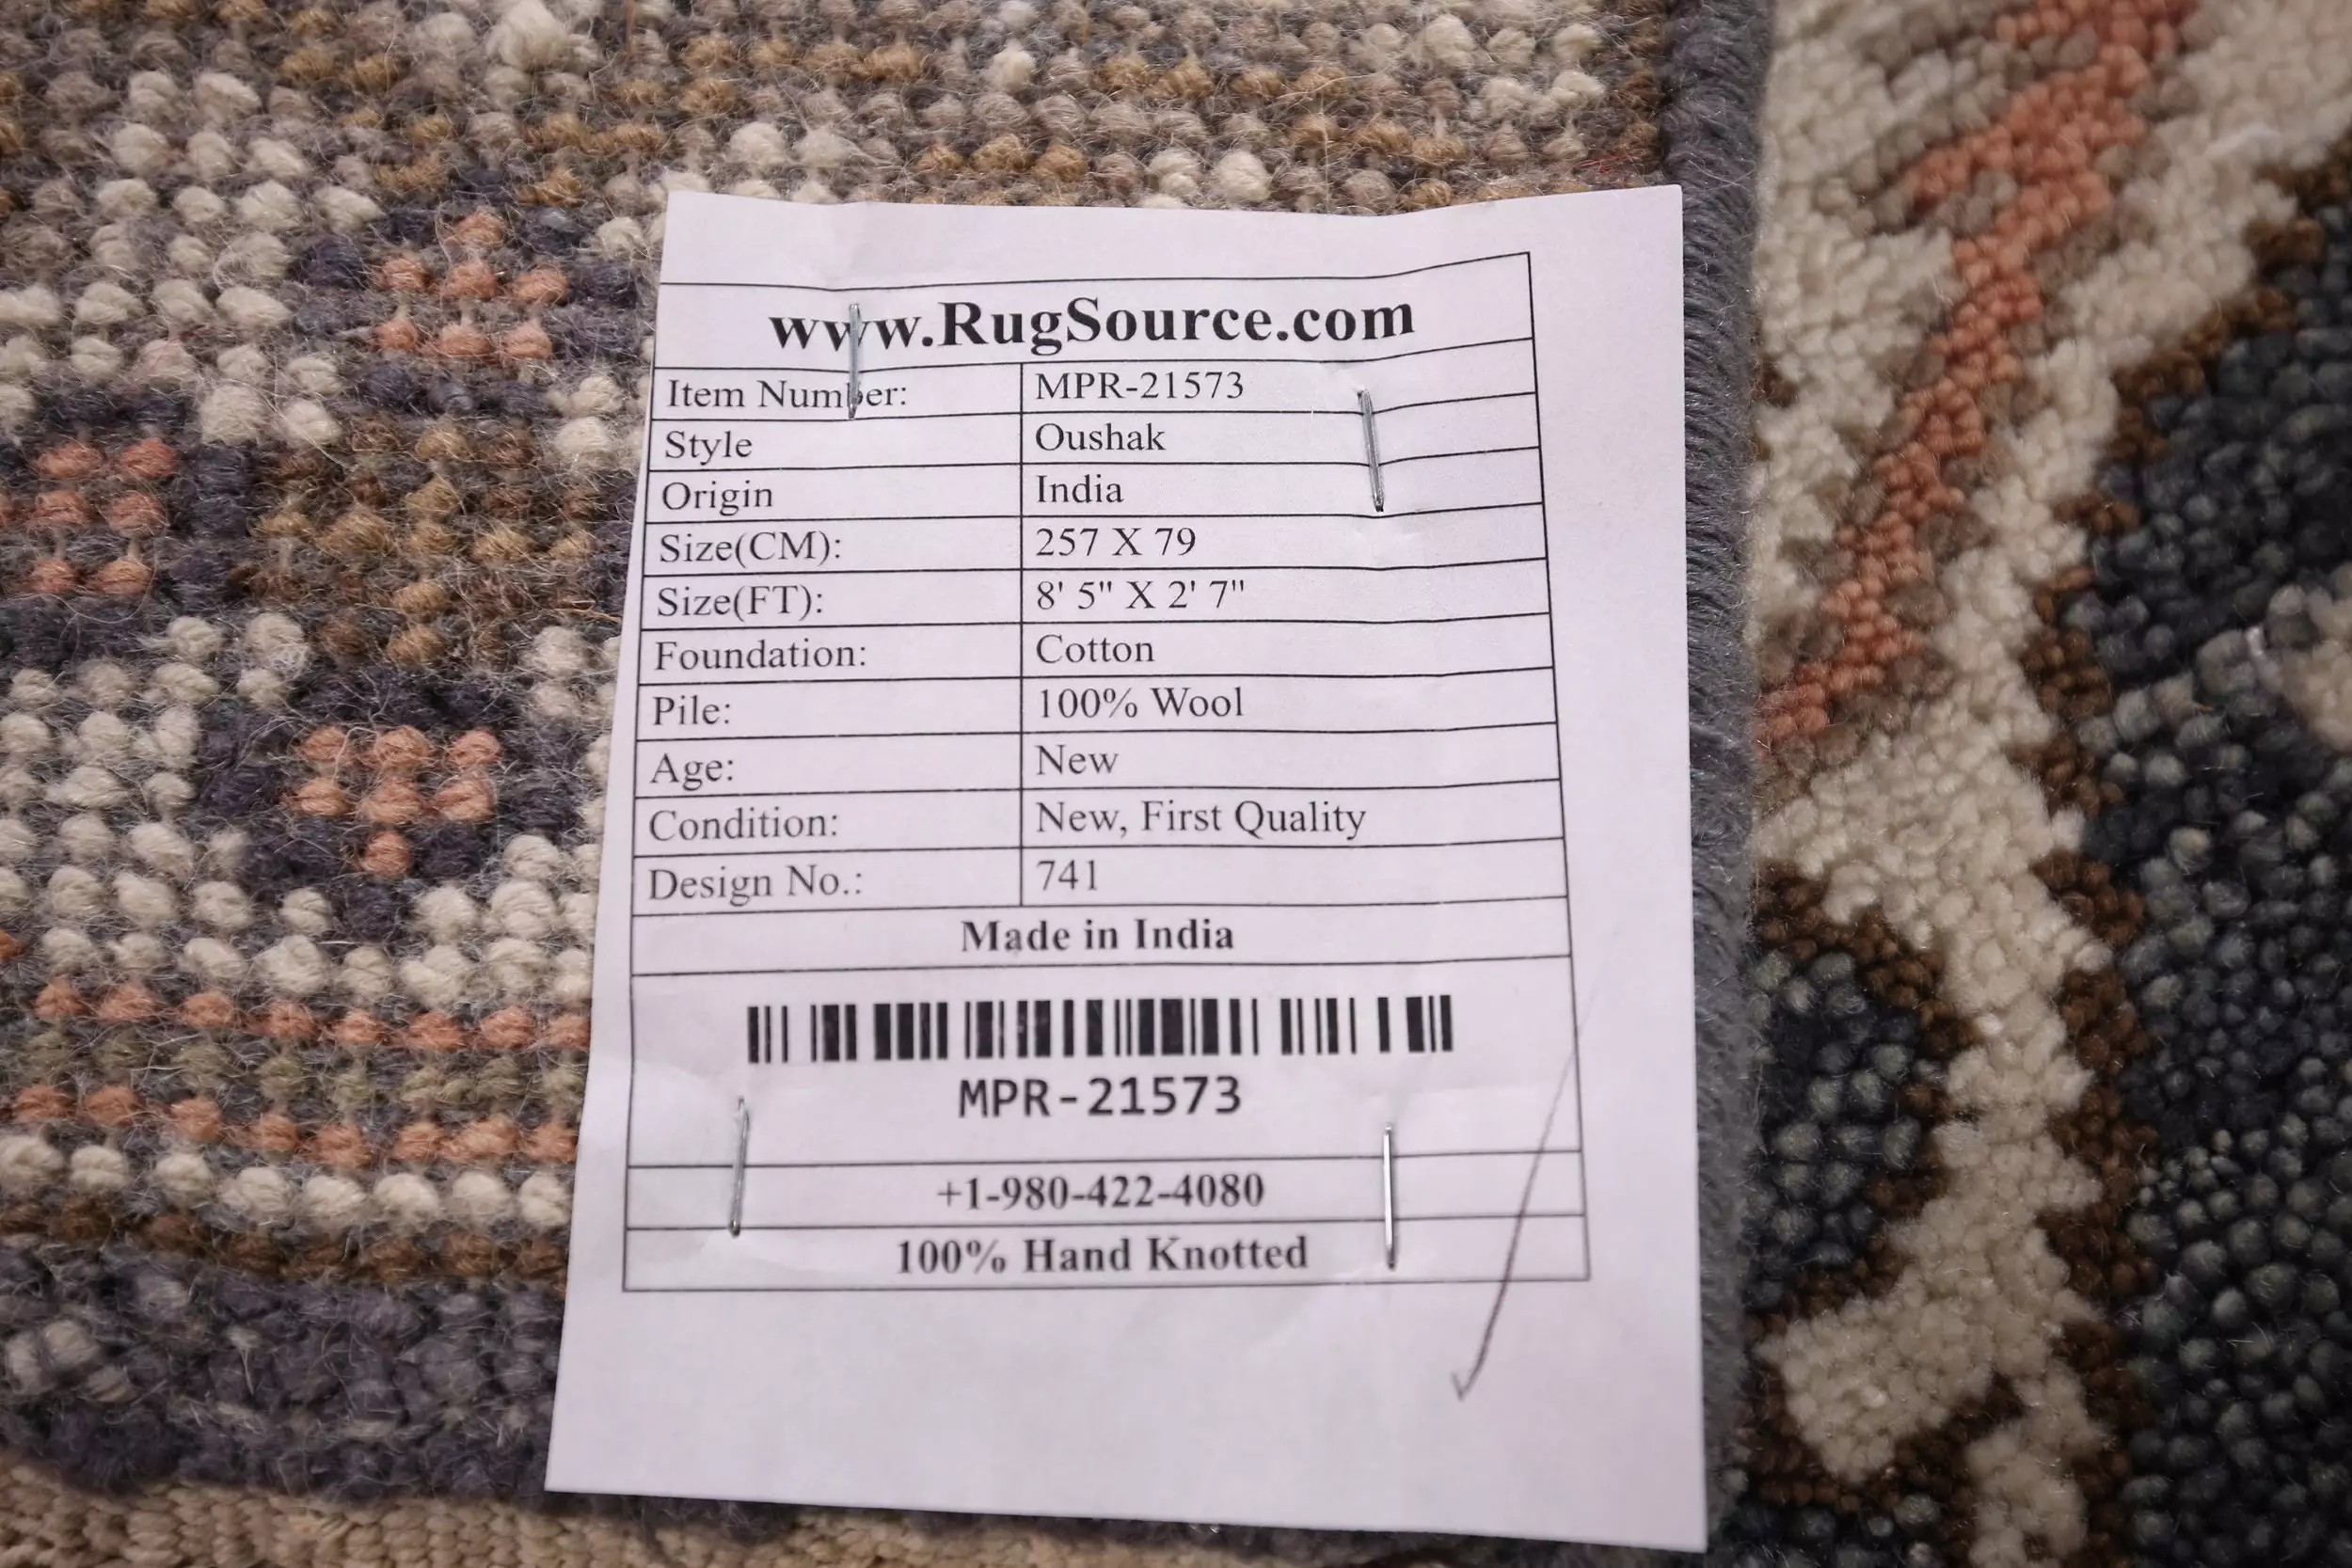 www.RugSource.com
Item Number: MPR-21573
Style Oushak
Origin India
Size(CM): 257 X 79
Size(FT): 8' 5" X 2' 7"
Foundation: Cotton
Pile: 100% Wool
Age: New
Condition: New, First Quality
Design No.: 741
Made in India
MPR-21573
+1-980-422-4080
100% Hand Knotted